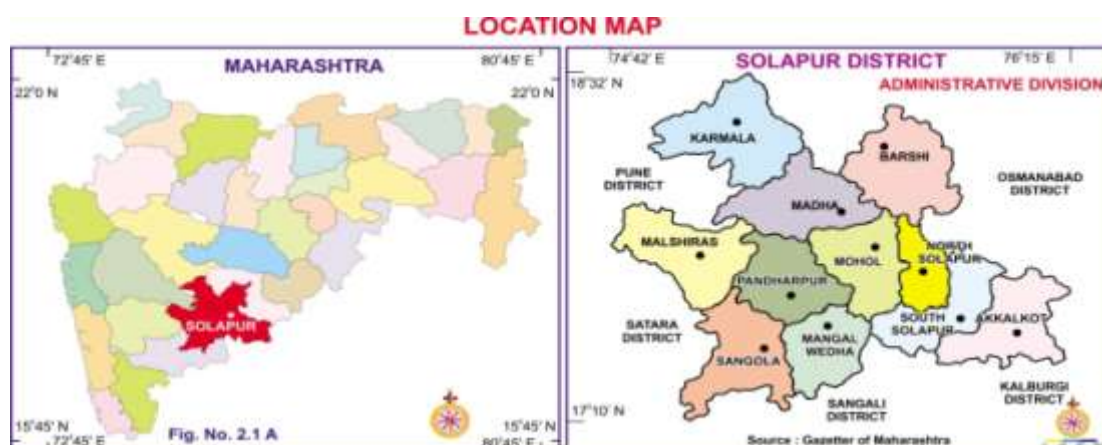 LOCATION MAP
72°45' E
80°45' E
MAHARASHTRA
22°0 N
22°0 N
SOLAPUR
15°45' N
15°45' N
72°45' E
Fig. No. 2.1 A
80°45' E
74°42' E
SOLAPUR DISTRICT
76°15' E
18°32' N
ADMINISTRATIVE DIVISION
KARMALA
BARSHI
PUNE
DISTRICT
OSMANABAD
DISTRICT
MADHA
MALSHIRAS
NORTH
SOLAPUR
MOHOL
PANDHARPUR
SATARA
DISTRICT
SOUTH
SOLAPUR
AKKALKOT
MANGAL
WEDHA
SANGOLA
KALBURGI
DISTRICT
SANGALI
DISTRICT
17°10' N
Source : Gazetter of Maharashtra